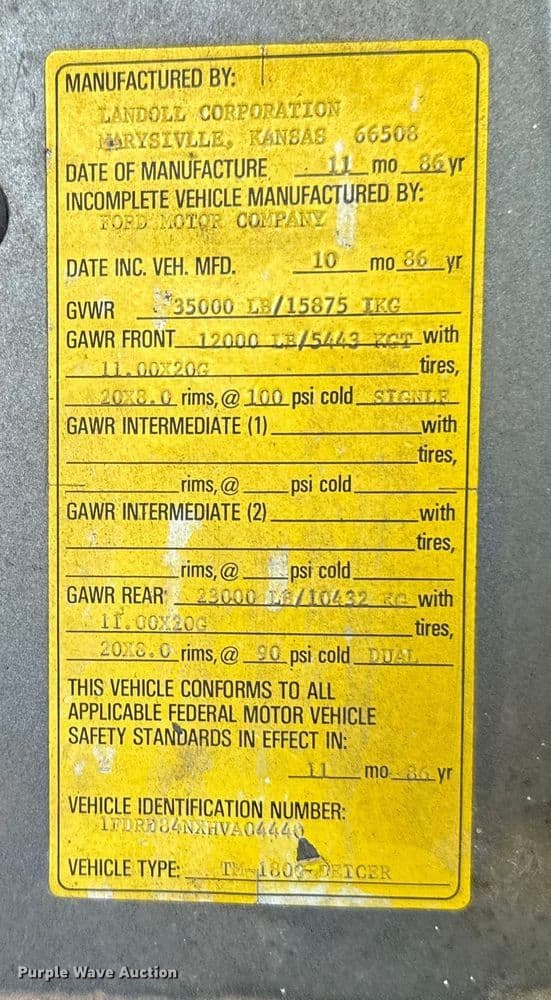 MANUFACTURED BY:
LANDOLL CORPORATION
MARYSIVLLE, KANSAS 66508
DATE OF MANUFACTURE 11 mo 86 yr
INCOMPLETE VEHICLE MANUFACTURED BY:
FORD MOTOR COMPANY
DATE INC. VEH. MFD. 10 mo 86 yr
GVWR 35000 LB/15875 IKG
GAWR FRONT 12000 LB/5443 KGT with
11.00X20G tires,
20X8.0 rims, @ 100 psi cold SIGNLE
GAWR INTERMEDIATE (1) with
tires,
rims, @ psi cold
GAWR INTERMEDIATE (2) with
tires,
rims, @ psi cold
GAWR REAR 23000 LB/10432 KG with
11.00X20G tires,
20X8.0 rims, @ 90 psi cold DUAL
THIS VEHICLE CONFORMS TO ALL
APPLICABLE FEDERAL MOTOR VEHICLE
SAFETY STANDARDS IN EFFECT IN:
11 mo 86 yr
VEHICLE IDENTIFICATION NUMBER:
VEHICLE TYPE: DEICER
Purple Wave Auction